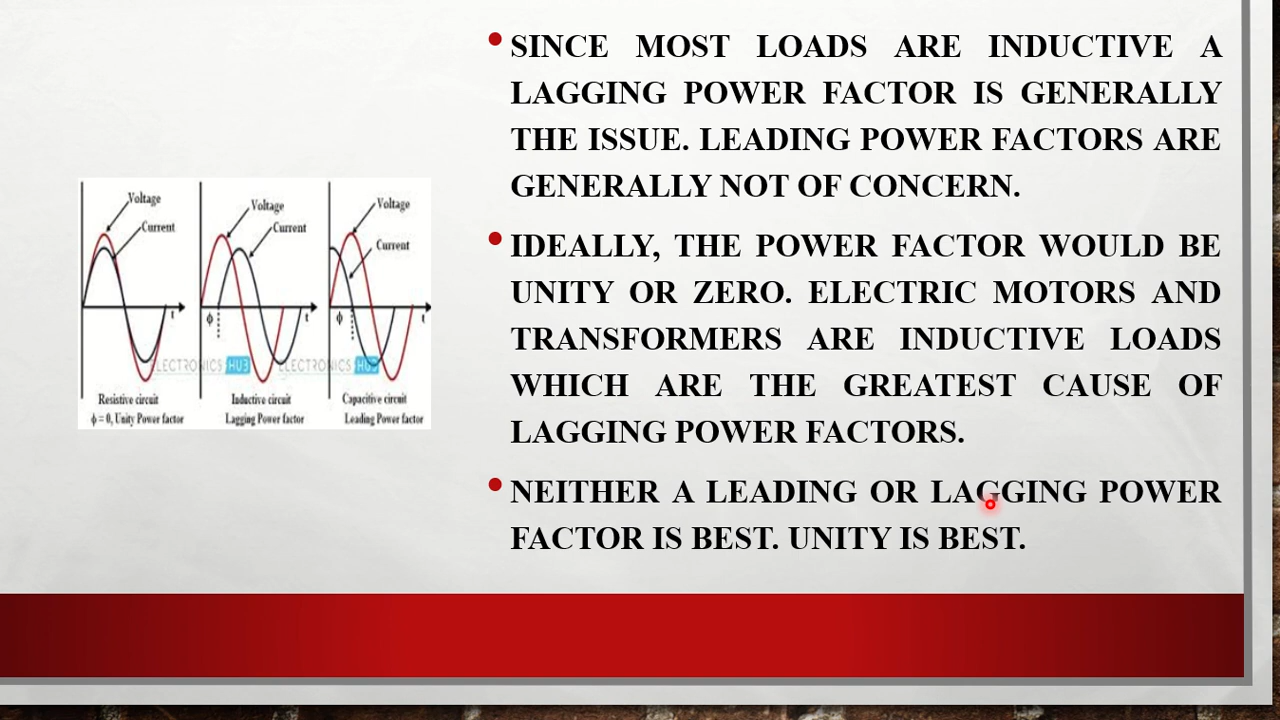 SINCE MOST LOADS ARE INDUCTIVE A
LAGGING POWER FACTOR IS GENERALLY
THE ISSUE. LEADING POWER FACTORS ARE
GENERALLY NOT OF CONCERN.
IDEALLY, THE POWER FACTOR WOULD BE
UNITY OR ZERO. ELECTRIC MOTORS AND
TRANSFORMERS ARE INDUCTIVE LOADS
WHICH ARE THE GREATEST CAUSE OF
LAGGING POWER FACTORS.
NEITHER A LEADING OR LAGGING POWER
FACTOR IS BEST. UNITY IS BEST.
Voltage
Current
t
Resistive circuit
ϕ = 0, Unity Power factor
Voltage
Current
ϕ
t
Inductive circuit
Lagging Power factor
Voltage
Current
ϕ
t
Capacitive circuit
Leading Power factor
ELECTRONICS HUB
ELECTRONICS HUB